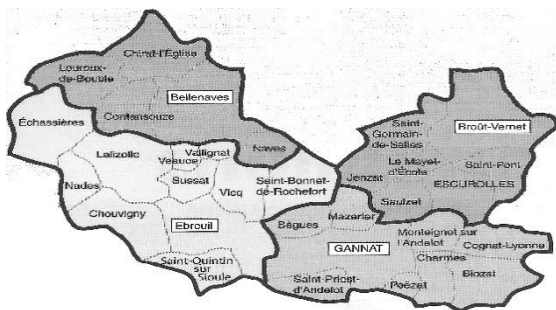 Chirat-l'Eglise
Louroux-
de-Bouble
Bellenaves
Coutansouze
Naves
Échassières
Lalizolle
Vallignat
Veauce
Sussat
Nades
Vicq
Saint-Bonnet-
de-Rochefort
Chouvigny
Ebreuil
Saint-Quintin
sur
Sioule
Saint-
Germain-
de-Salles
Broût-Vernet
Le Mayet-
d'École
Saint-Pont
Jenzat
ESCUROLLES
Saulzet
Bègues
Mazerier
Monteignet sur
l'Andelot
Cognat-Lyonne
GANNAT
Charmes
Biozat
Saint-Priest-
d'Andelot
Poëzat